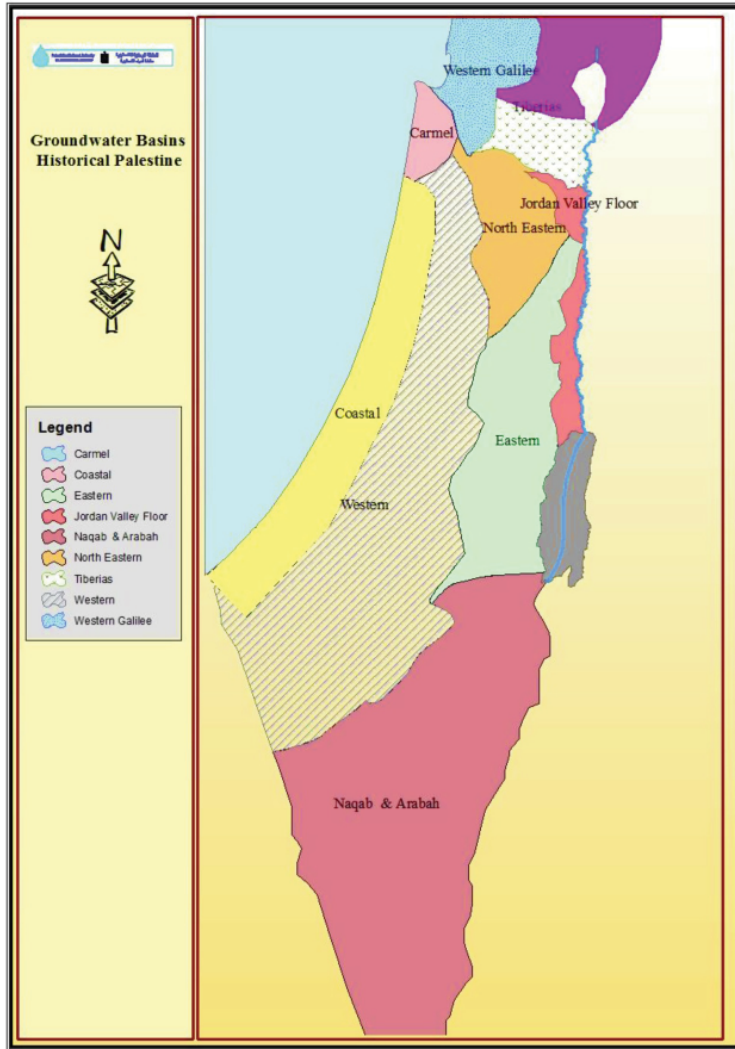 Groundwater Basins
Historical Palestine
N
Legend
Carmel
Coastal
Eastern
Jordan Valley Floor
Naqab & Arabah
North Eastern
Tiberias
Western
Western Galilee
Western Galilee
Tiberias
Carmel
Jordan Valley Floor
North Eastern
Coastal
Eastern
Western
Naqab & Arabah